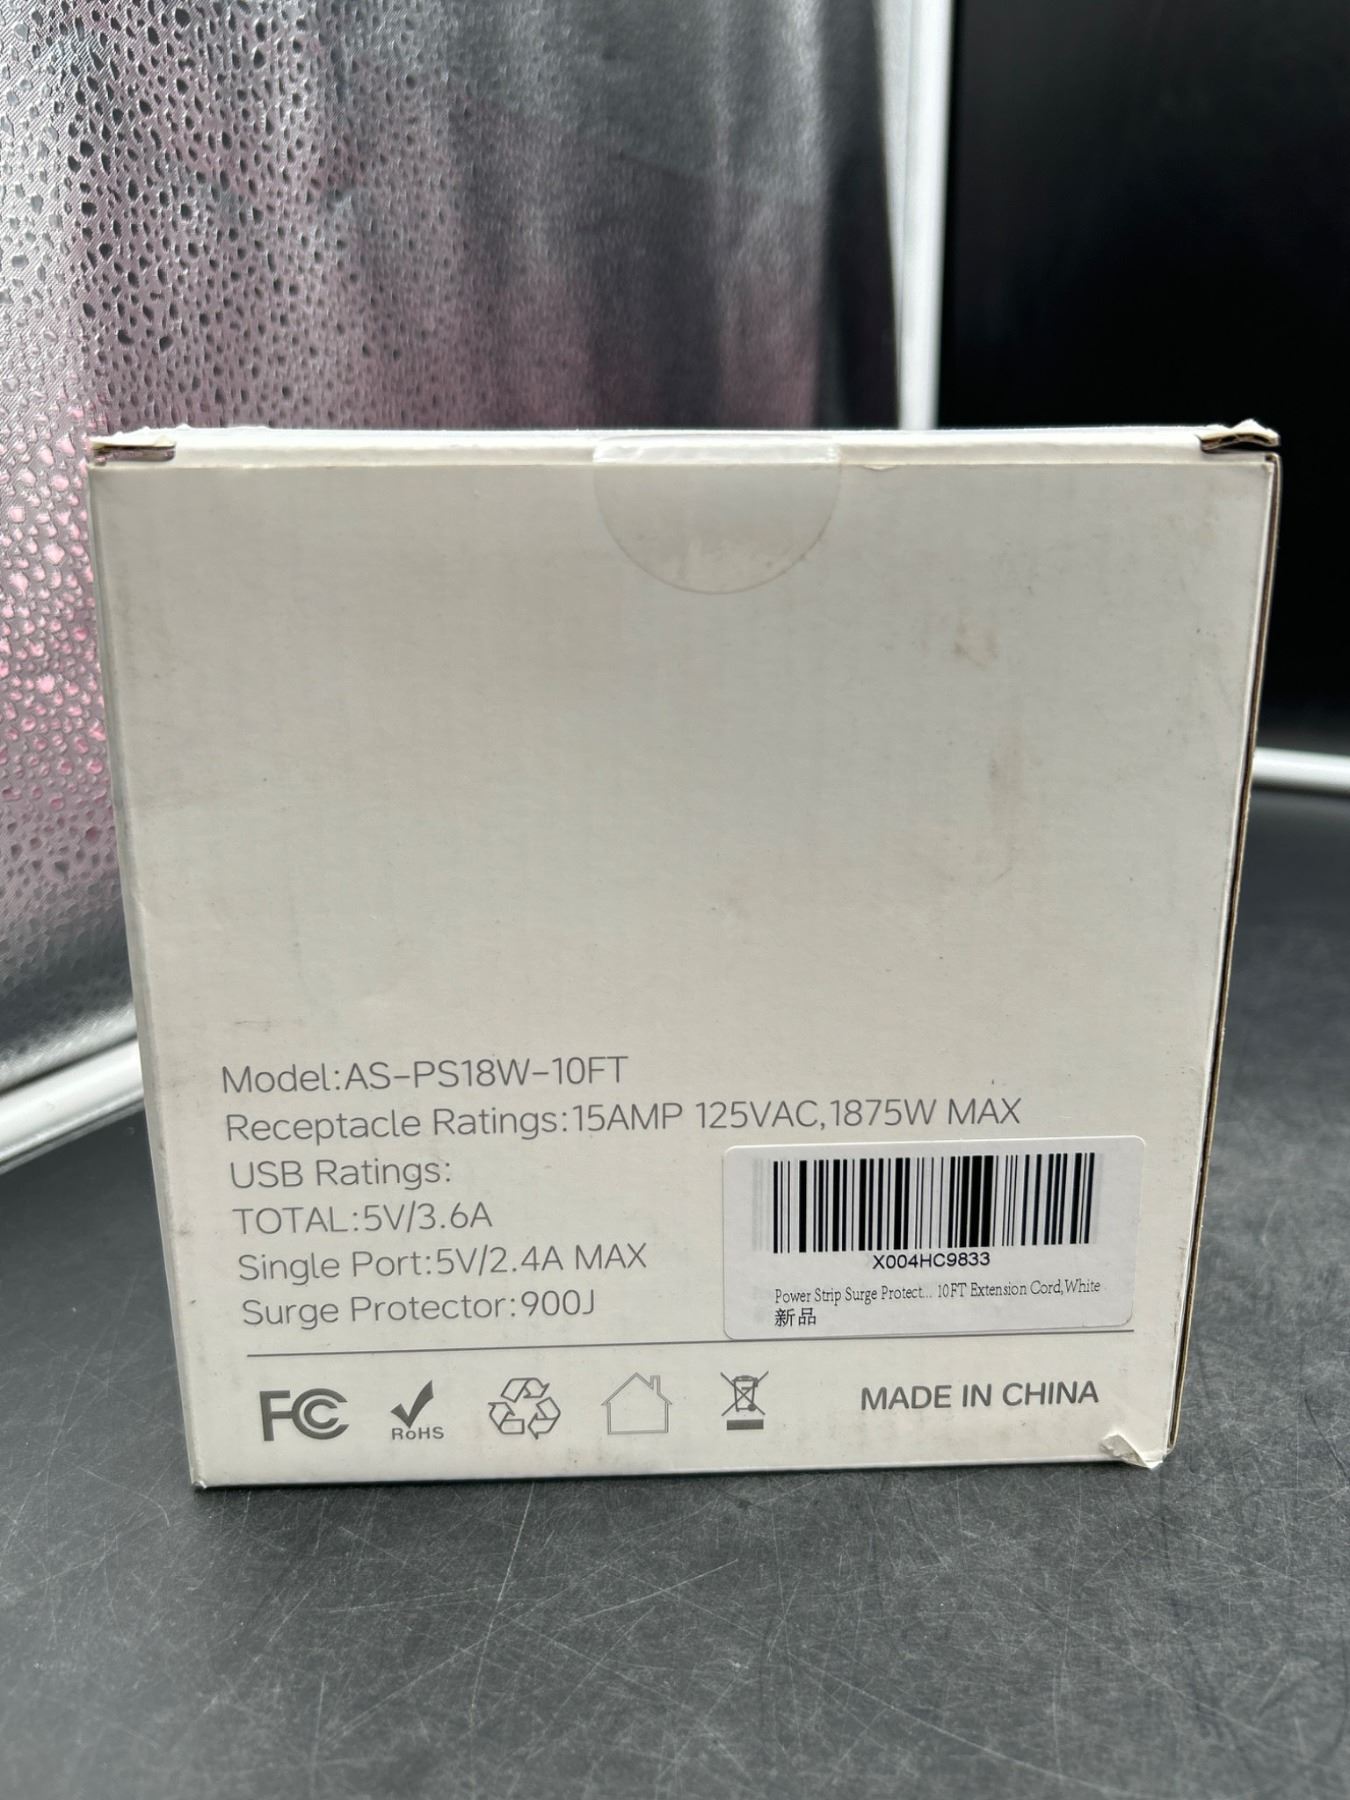 Model:AS-PS18W-10FT
Receptacle Ratings:15AMP 125VAC,1875W MAX
USB Ratings:
TOTAL:5V/3.6A
Single Port:5V/2.4A MAX
Surge Protector:900J
X004HC9833
Power Strip Surge Protect... 10FT Extension Cord,White
新品
FC
RoHS
MADE IN CHINA